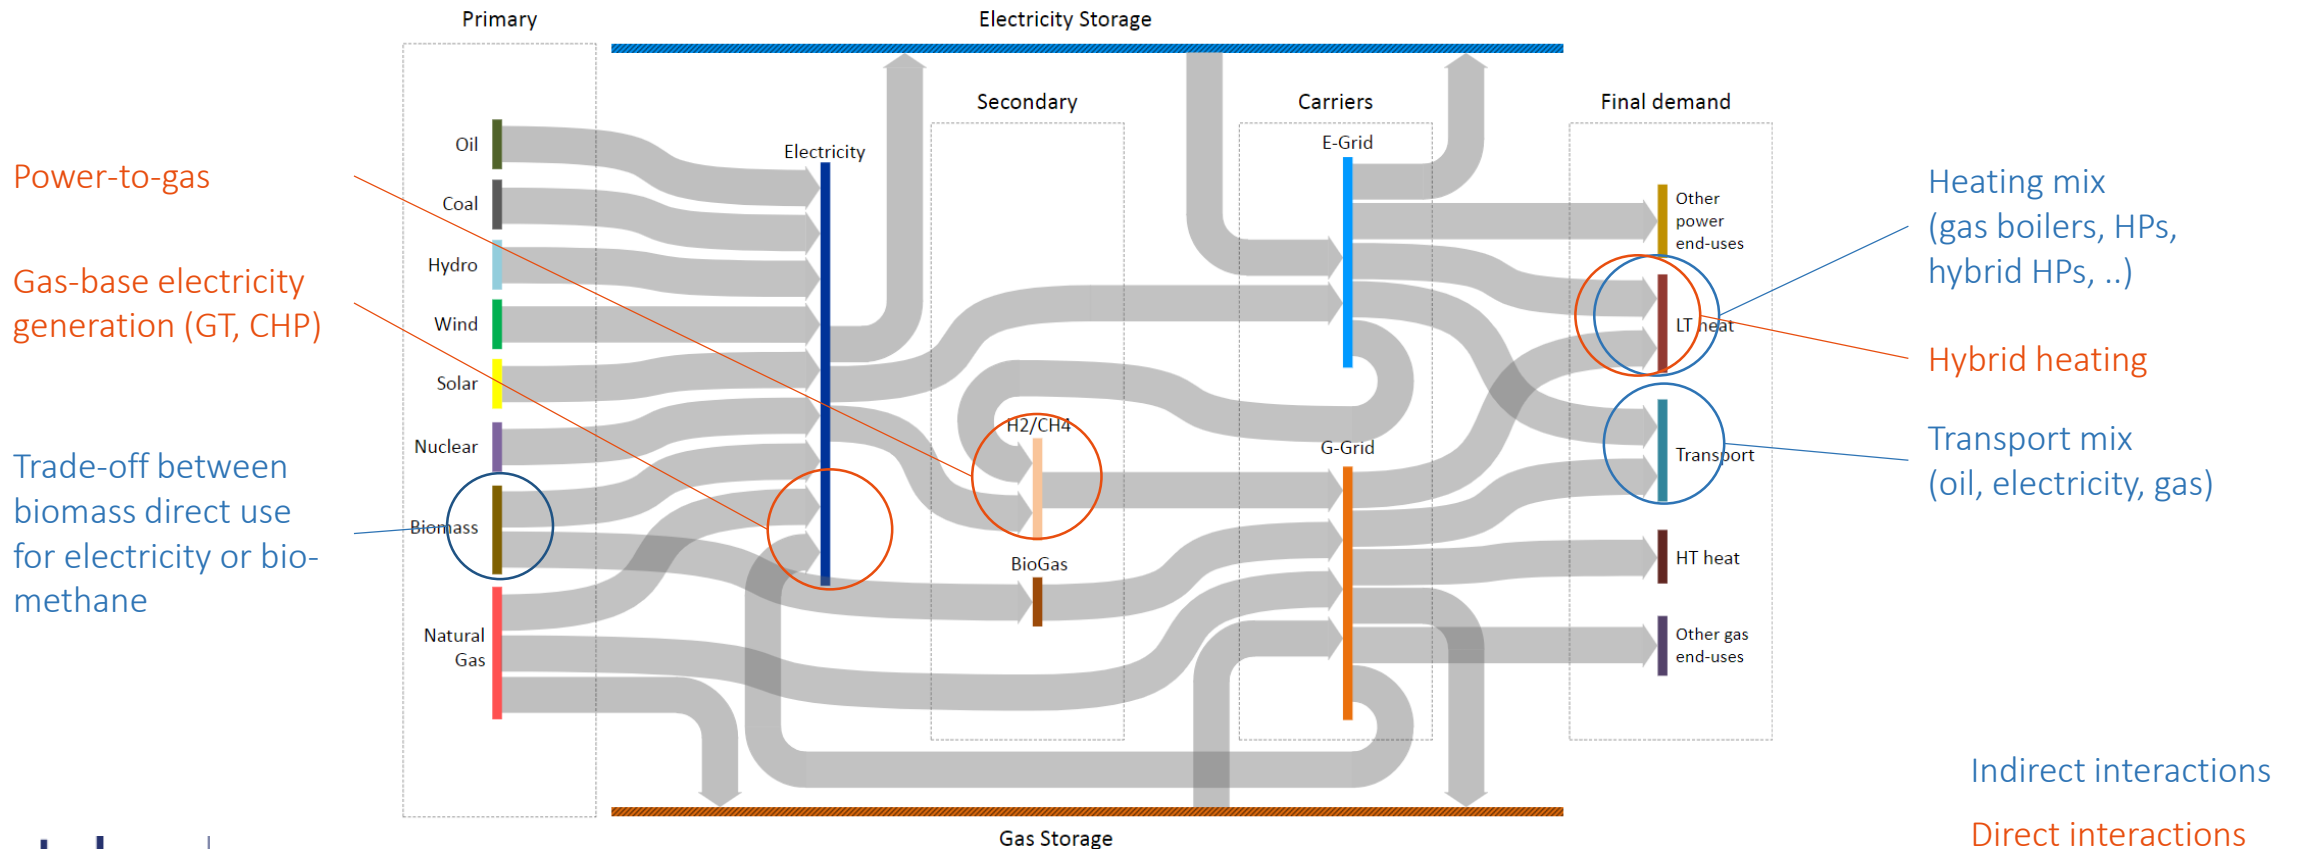 Primary
Electricity Storage
Secondary
Carriers
Final demand
Oil
Coal
Hydro
Wind
Solar
Nuclear
Biomass
Natural
Gas
Electricity
H2/CH4
BioGas
E-Grid
G-Grid
Other
power
end-uses
LT heat
Transport
HT heat
Other gas
end-uses
Gas Storage
Power-to-gas
Gas-base electricity
generation (GT, CHP)
Trade-off between
biomass direct use
for electricity or bio-
methane
Heating mix
(gas boilers, HPs,
hybrid HPs, ..)
Hybrid heating
Transport mix
(oil, electricity, gas)
Indirect interactions
Direct interactions